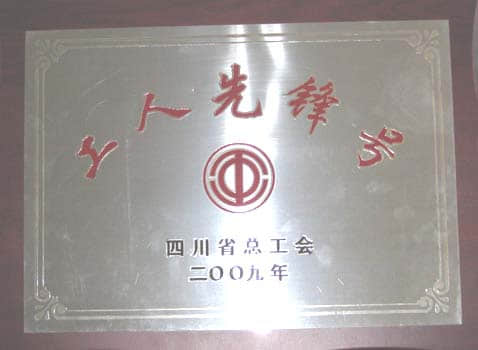 工人先锋号
四川省总工会
二〇〇九年